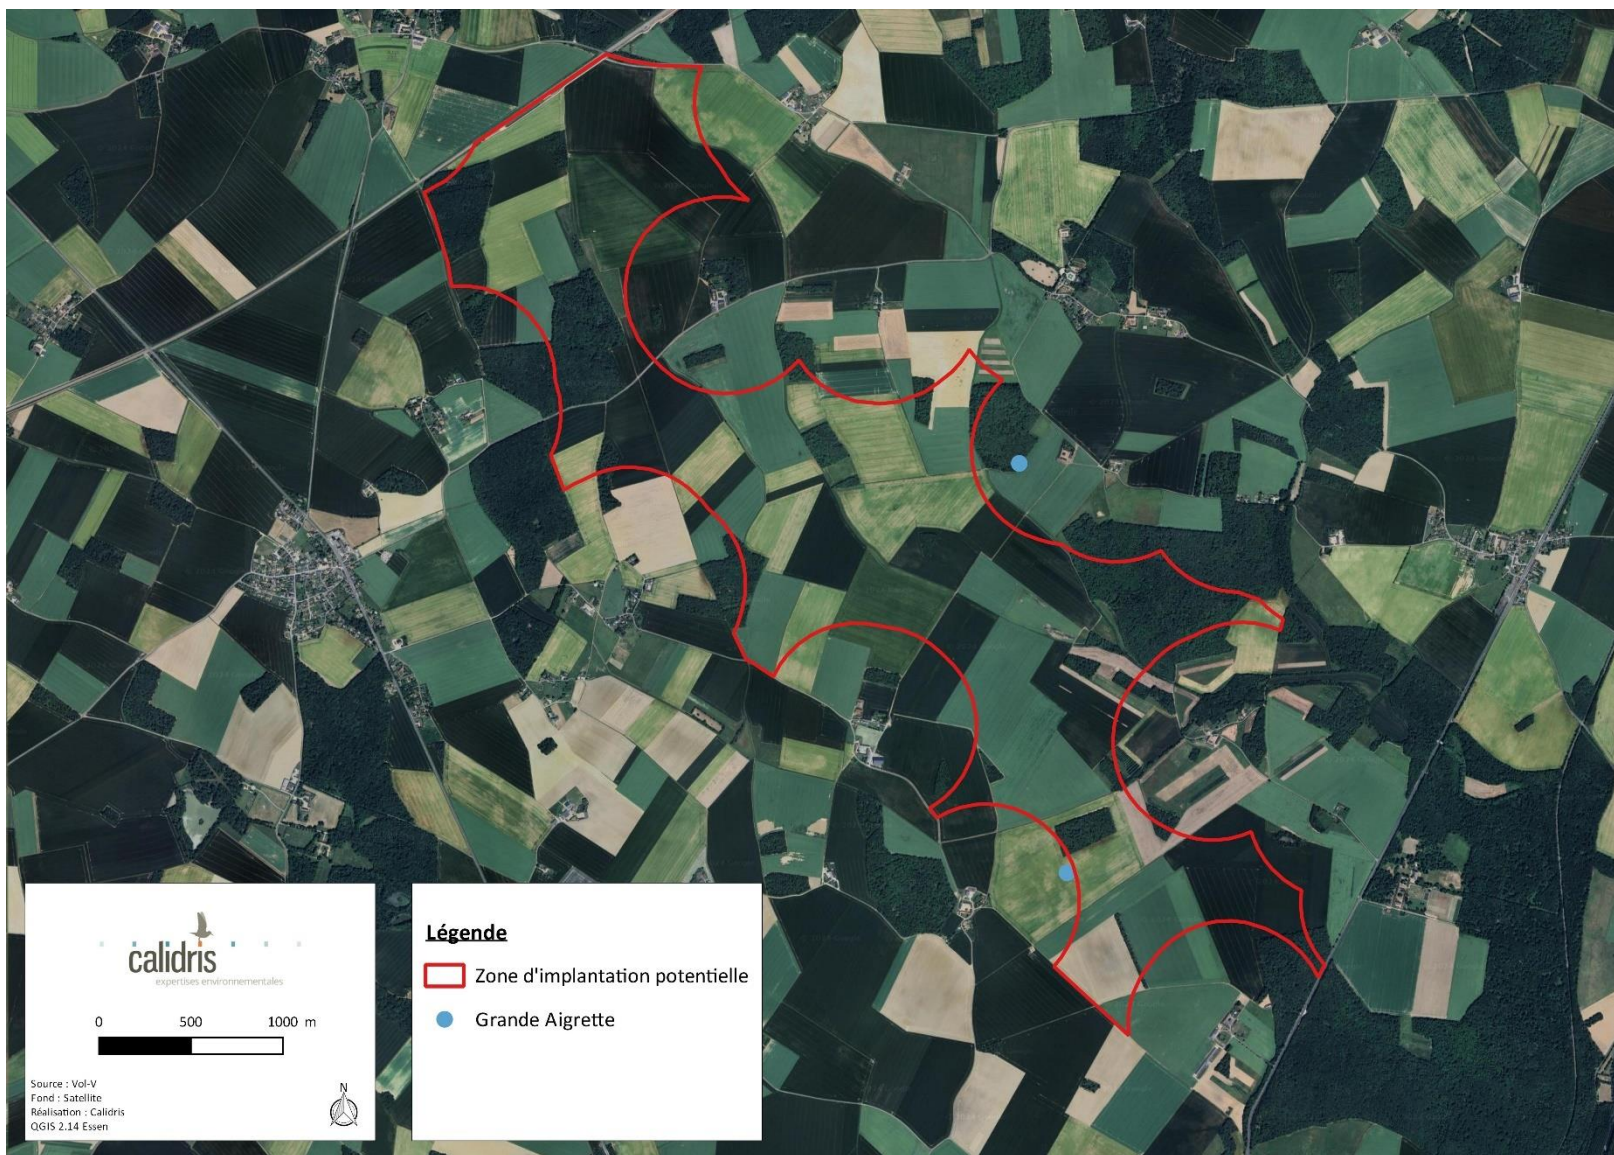 calidris
expertises environnementales
0 500 1000 m
Source : Vol-V
Fond : Satellite
Réalisation : Calidris
QGIS 2.14 Essen
N
Légende
Zone d'implantation potentielle
Grande Aigrette